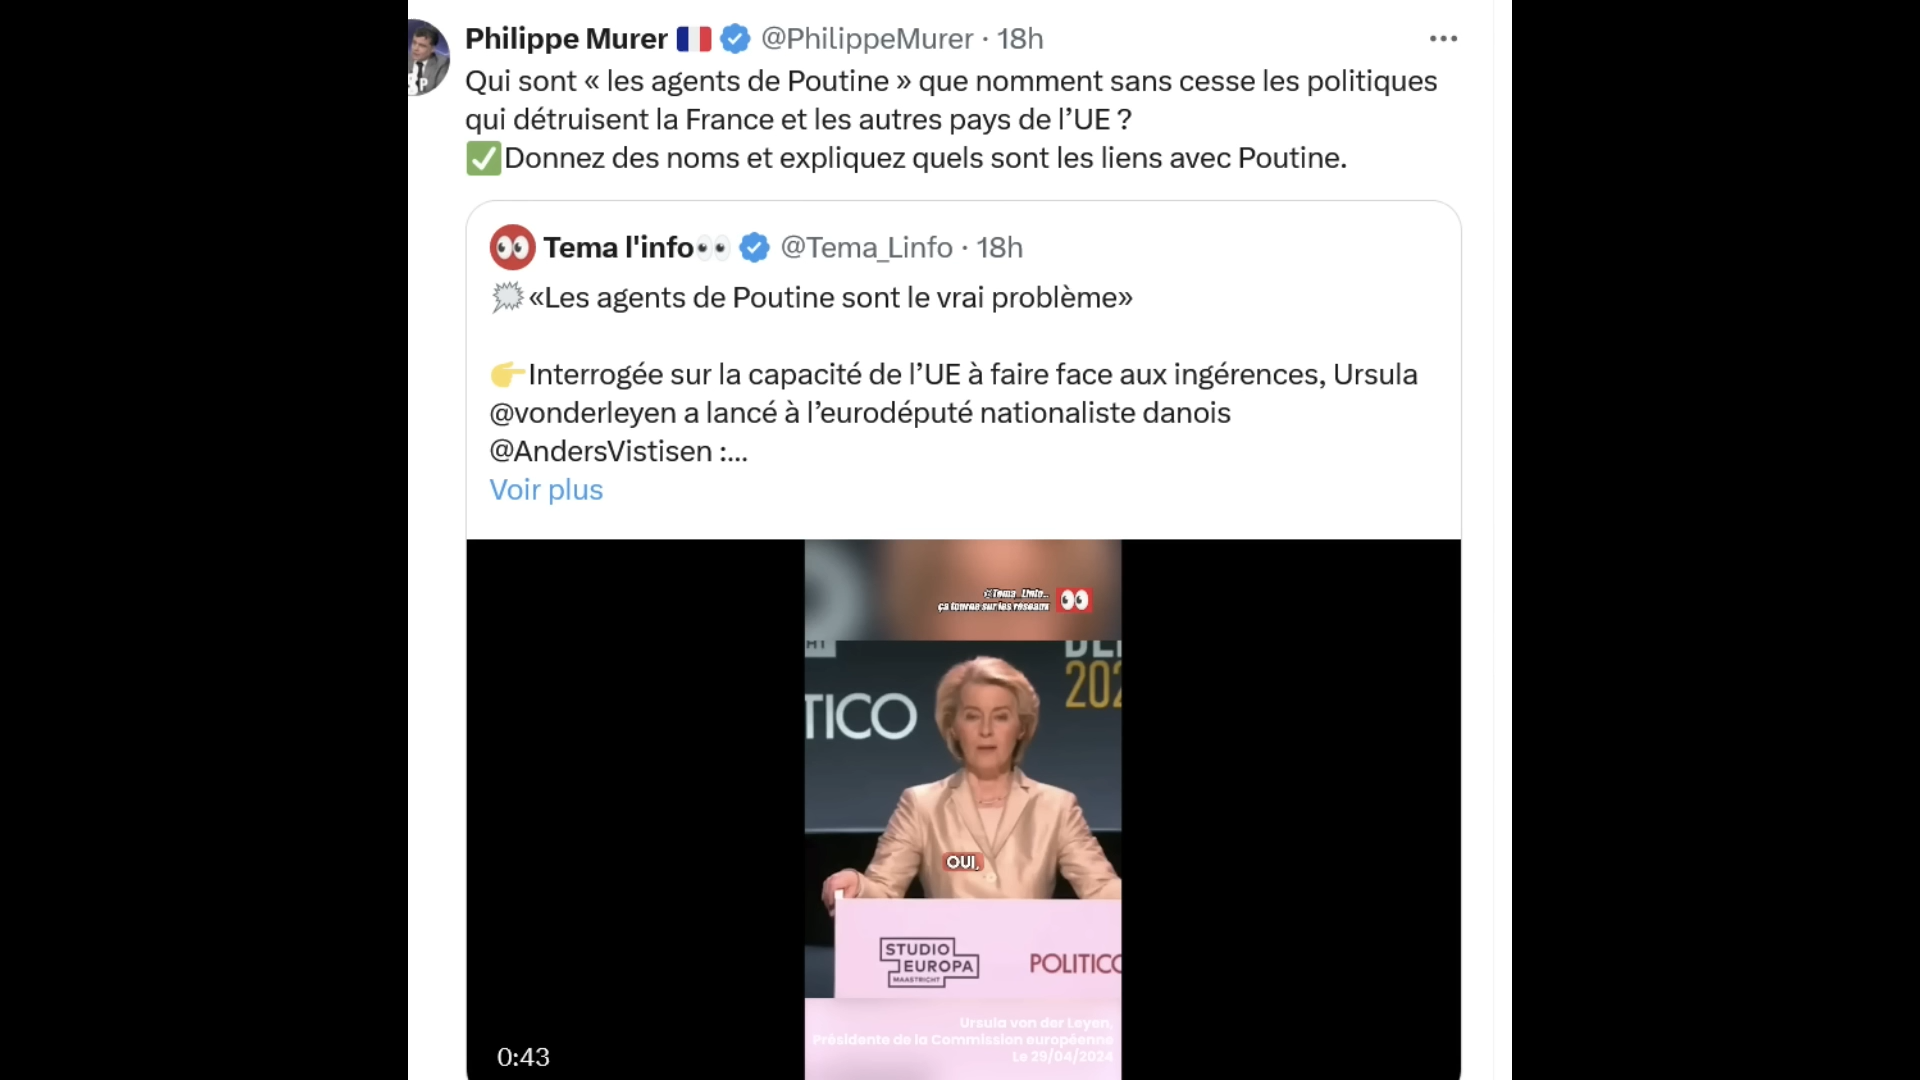 Philippe Murer @PhilippeMurer · 18h
Qui sont « les agents de Poutine » que nomment sans cesse les politiques
qui détruisent la France et les autres pays de l’UE ?
Donnez des noms et expliquez quels sont les liens avec Poutine.
Tema l'info @Tema_Linfo · 18h
«Les agents de Poutine sont le vrai problème»
Interrogée sur la capacité de l’UE à faire face aux ingérences, Ursula
@vonderleyen a lancé à l’eurodéputé nationaliste danois
@AndersVistisen :...
Voir plus
@Tema_Linfo_
ça tourne sur les réseaux
TICO
202
OUI,
STUDIO
EUROPA
MAASTRICHT
POLITICO
Ursula von der Leyen,
Présidente de la Commission européenne
Le 29/04/2024
0:43